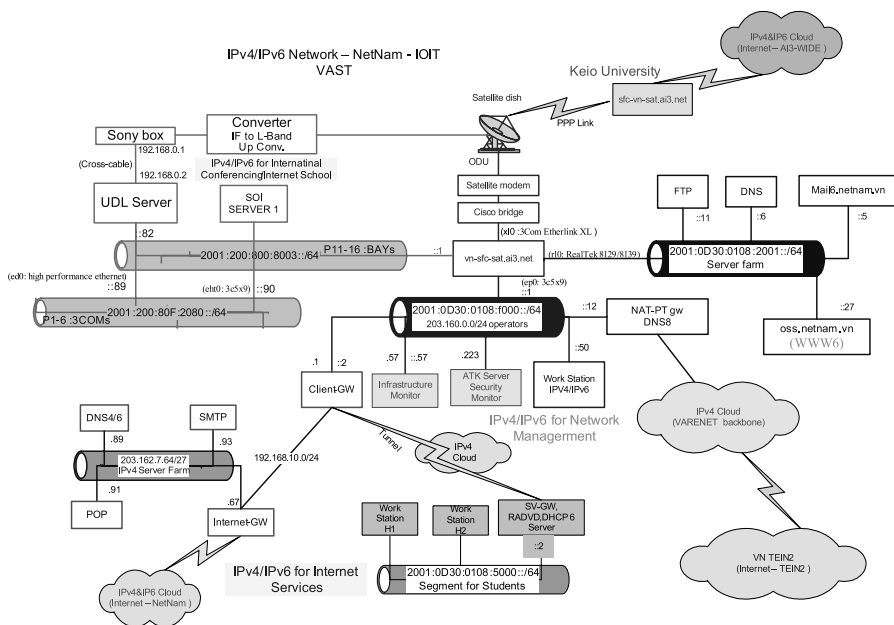 IPv4/IPv6 Network – NetNam - IOIT
VAST
IPv4&IP6 Cloud
(Internet – AI3-WIDE )
Keio University
sfc-vn-sat.ai3.net
Satellite dish
PPP Link
Converter
IF to L-Band
Up Conv.
Sony box
192.168.0.1
(Cross-cable)
192.168.0.2
IPv4/IPv6 for Internatinal
Conferencing/Internet School
ODU
Satellite modem
Cisco bridge
UDL Server
SOI
SERVER 1
FTP
DNS
Mail6.netnam.vn
::11
::6
::5
::82
(xl0 :3Com Etherlink XL )
P11-16 :BAYs
2001:200:800:8003::/64
::1
vn-sfc-sat.ai3.net
(rl0: RealTek 8129/8139)
2001:0D30:0108:2001::/64
Server farm
(ed0: high performance ethernet)
::89
(eht0: 3c5x9)
::90
(ep0: 3c5x9)
::1
2001:200:80F:2080::/64
P1-6 :3COMs
2001:0D30:0108:f000::/64
203.160.0.0/24 operators
::12
NAT-PT gw
DNS8
::27
oss.netnam.vn
(WWW6)
.1
::2
.57
::.57
.223
::50
Client-GW
Infrastructure
Monitor
ATK Server
Security
Monitor
Work Station
IPV4/IPv6
IPv4/IPv6 for Network
Management
IPv4 Cloud
(VARENET backbone)
DNS4/6
SMTP
.89
.93
203.162.7.64/27
IPv4 Server Farm
192.168.10.0/24
Tunnel
IPv4
Cloud
.91
.67
POP
Internet-GW
Work
Station
H1
Work
Station
H2
SV-GW,
RADVD,DHCP6
Server
::2
IPv4/IPv6 for Internet
Services
2001:0D30:0108:5000::/64
Segment for Students
IPv4&IP6 Cloud
(Internet – NetNam)
VN TEIN2
(Internet– TEIN2)